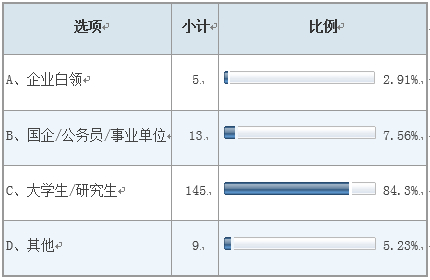 选项 小计 比例
A、企业白领 5 2.91%
B、国企/公务员/事业单位 13 7.56%
C、大学生/研究生 145 84.3%
D、其他 9 5.23%